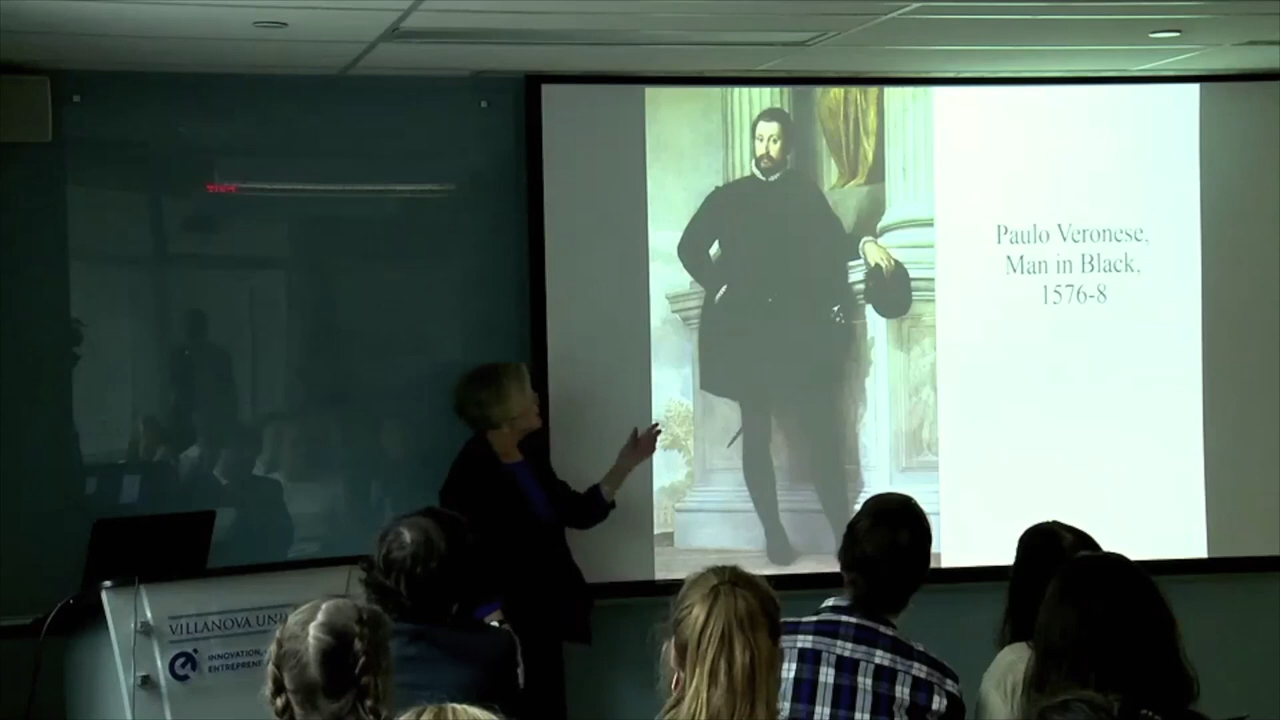 Paulo Veronese,
Man in Black,
1576-8
VILLANOVA UNI
INNOVATION,
ENTREPRENE